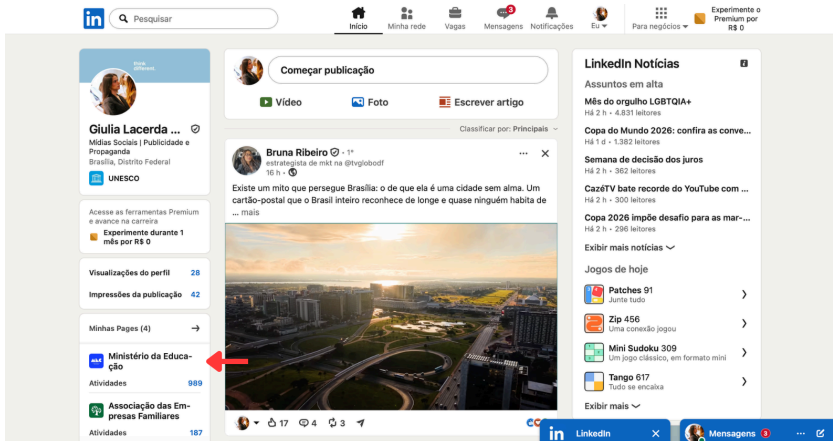 in
Pesquisar
Início
Minha rede
Vagas
3
Mensagens
Notificações
Eu
Para negócios
Experimente o
Premium por
R$ 0
think
different.
Giulia Lacerda ...
Mídias Sociais | Publicidade e
Propaganda
Brasília, Distrito Federal
UNESCO
Acesse as ferramentas Premium
e avance na carreira
Experimente durante 1
mês por R$ 0
Visualizações do perfil 28
Impressões da publicação 42
Minhas Pages (4)
Ministério da Educa-
ção
Atividades 989
Associação das Em-
presas Familiares
Atividades 187
Começar publicação
Vídeo
Foto
Escrever artigo
Classificar por: Principais
Bruna Ribeiro • 1º
estrategista de mkt na @tvglobodf
16 h •
Existe um mito que persegue Brasília: o de que ela é uma cidade sem alma. Um
cartão-postal que o Brasil inteiro reconhece de longe e quase ninguém habita de
... mais
17
4
3
LinkedIn Notícias
Assuntos em alta
Mês do orgulho LGBTQIA+
Há 2 h • 4.831 leitores
Copa do Mundo 2026: confira as conve...
Há 1 d • 1.382 leitores
Semana de decisão dos juros
Há 2 h • 362 leitores
CazéTV bate recorde do YouTube com ...
Há 2 h • 300 leitores
Copa 2026 impõe desafio para as mar-...
Há 2 h • 296 leitores
Exibir mais notícias
Jogos de hoje
Patches 91
Junte tudo
Zip 456
Uma conexão jogou
Mini Sudoku 309
Um jogo clássico, em formato mini
Tango 617
Tudo se encaixa
Exibir mais
in LinkedIn
Mensagens 3